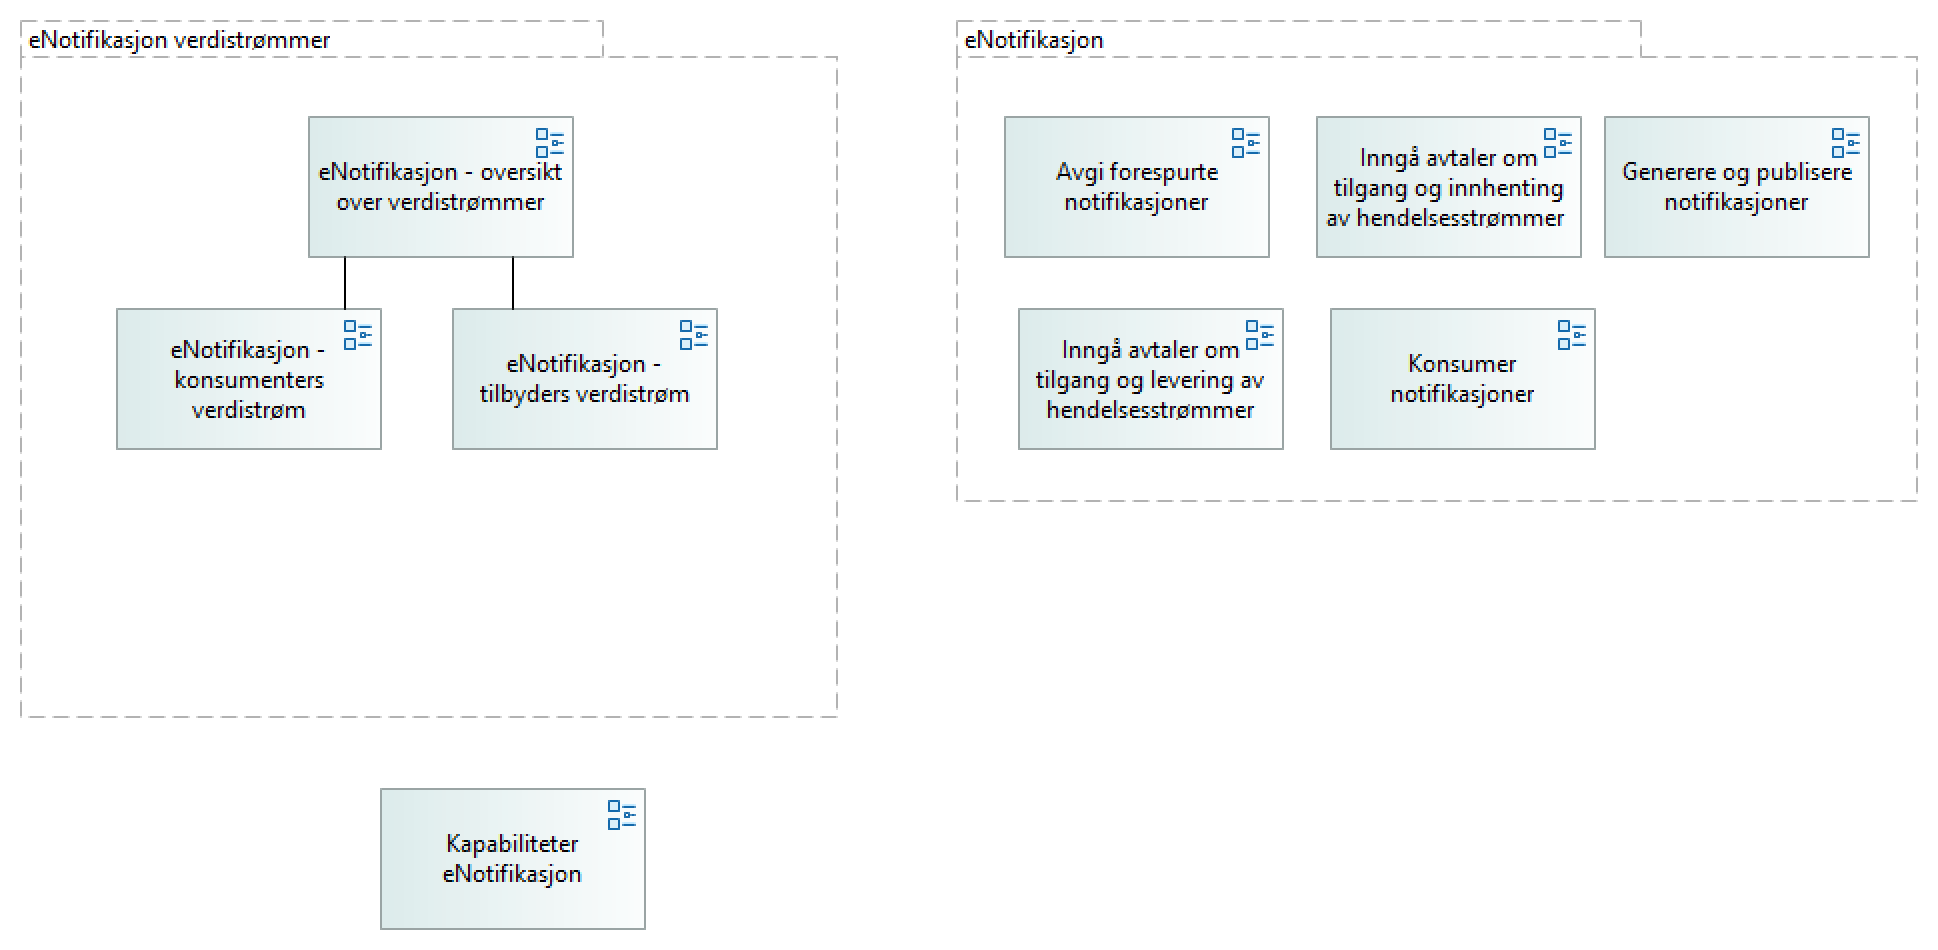 eNotifikasjon verdistrømmer
eNotifikasjon - oversikt
over verdistrømmer
eNotifikasjon -
konsumenters
verdistrøm
eNotifikasjon -
tilbyders verdistrøm
Kapabiliteter
eNotifikasjon
eNotifikasjon
Avgi forespurte
notifikasjoner
Inngå avtaler om
tilgang og innhenting
av hendelsesstrømmer
Generere og publisere
notifikasjoner
Inngå avtaler om
tilgang og levering av
hendelsesstrømmer
Konsumer
notifikasjoner